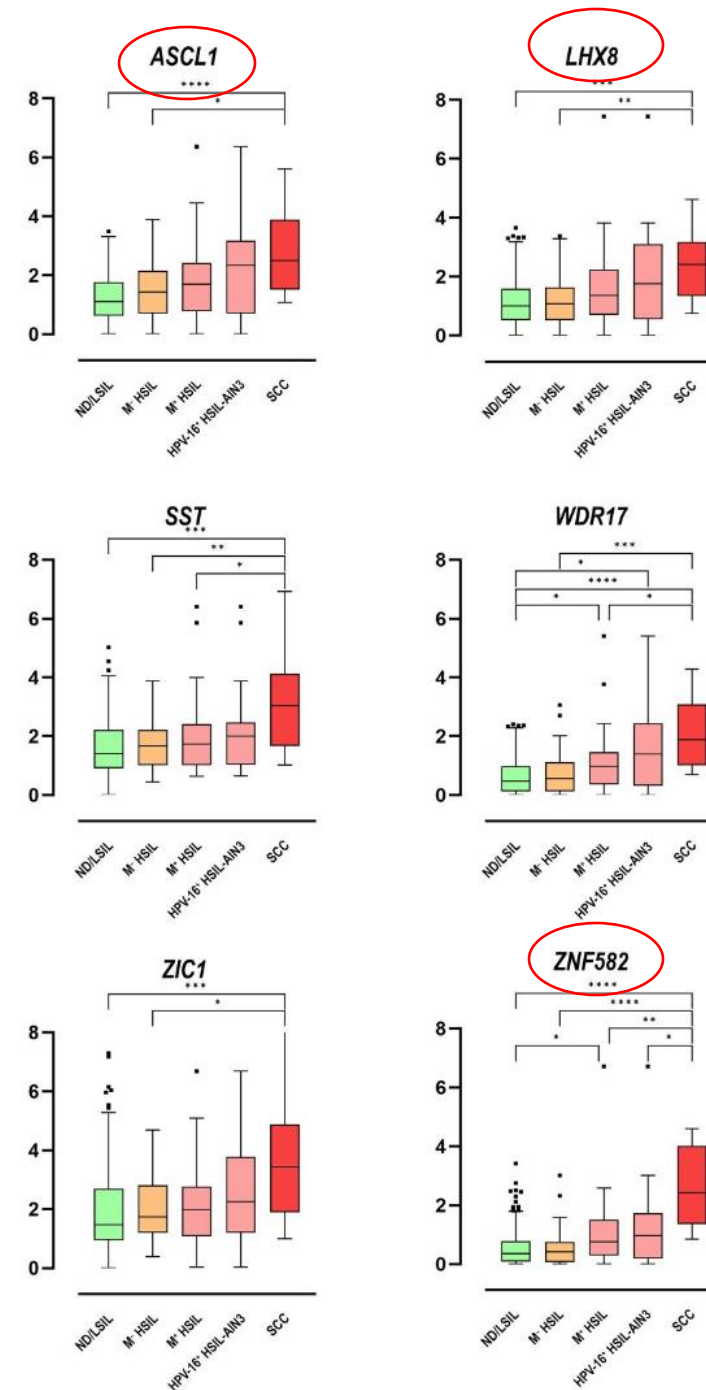 ASCL1
****
*
8
6
4
2
0
ND/LSIL
M⁻ HSIL
M⁺ HSIL
HPV-16⁺ HSIL-AIN3
SCC
LHX8
***
**
8
6
4
2
0
ND/LSIL
M⁻ HSIL
M⁺ HSIL
HPV-16⁺ HSIL-AIN3
SCC
SST
***
**
*
8
6
4
2
0
ND/LSIL
M⁻ HSIL
M⁺ HSIL
HPV-16⁺ HSIL-AIN3
SCC
WDR17
***
*
****
* *
8
6
4
2
0
ND/LSIL
M⁻ HSIL
M⁺ HSIL
HPV-16⁺ HSIL-AIN3
SCC
ZIC1
***
*
8
6
4
2
0
ND/LSIL
M⁻ HSIL
M⁺ HSIL
HPV-16⁺ HSIL-AIN3
SCC
ZNF582
****
****
**
* *
8
6
4
2
0
ND/LSIL
M⁻ HSIL
M⁺ HSIL
HPV-16⁺ HSIL-AIN3
SCC